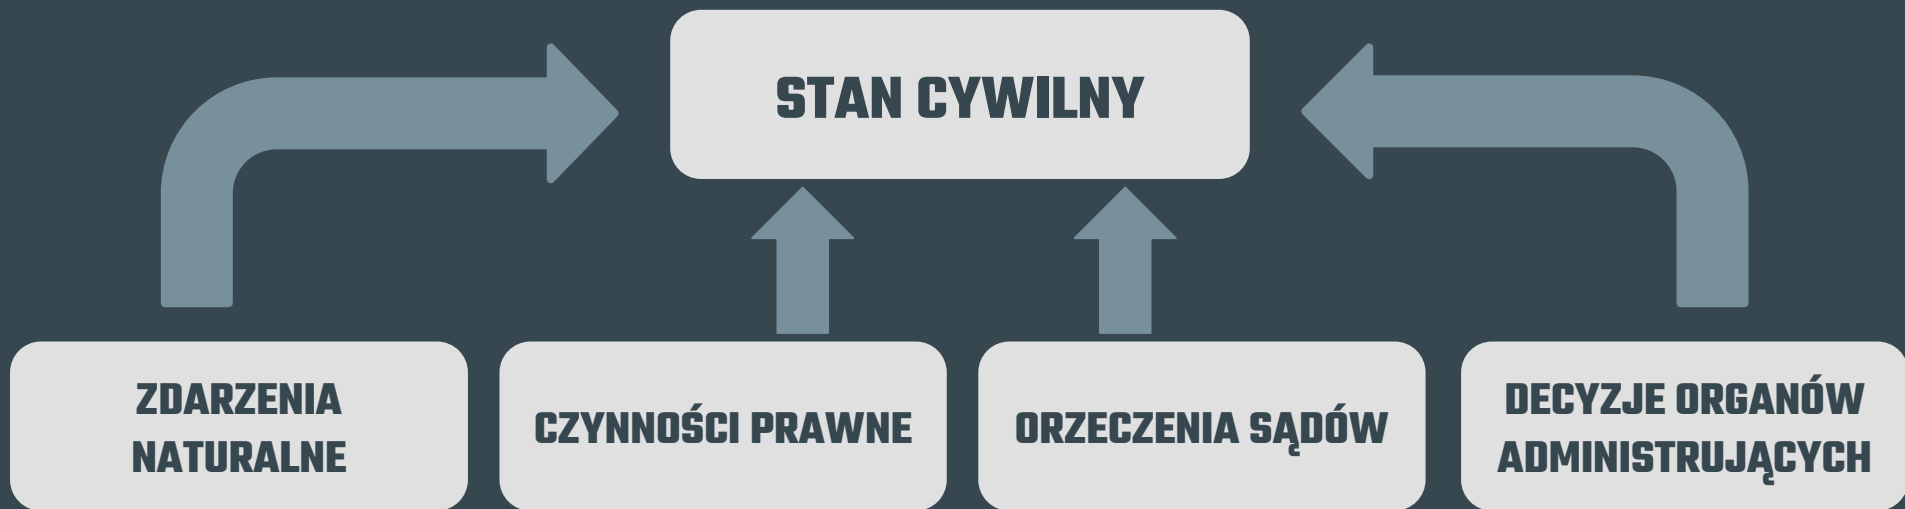 STAN CYWILNY
ZDARZENIA
NATURALNE
CZYNNOŚCI PRAWNE
ORZECZENIA SĄDÓW
DECYZJE ORGANÓW
ADMINISTRUJĄCYCH